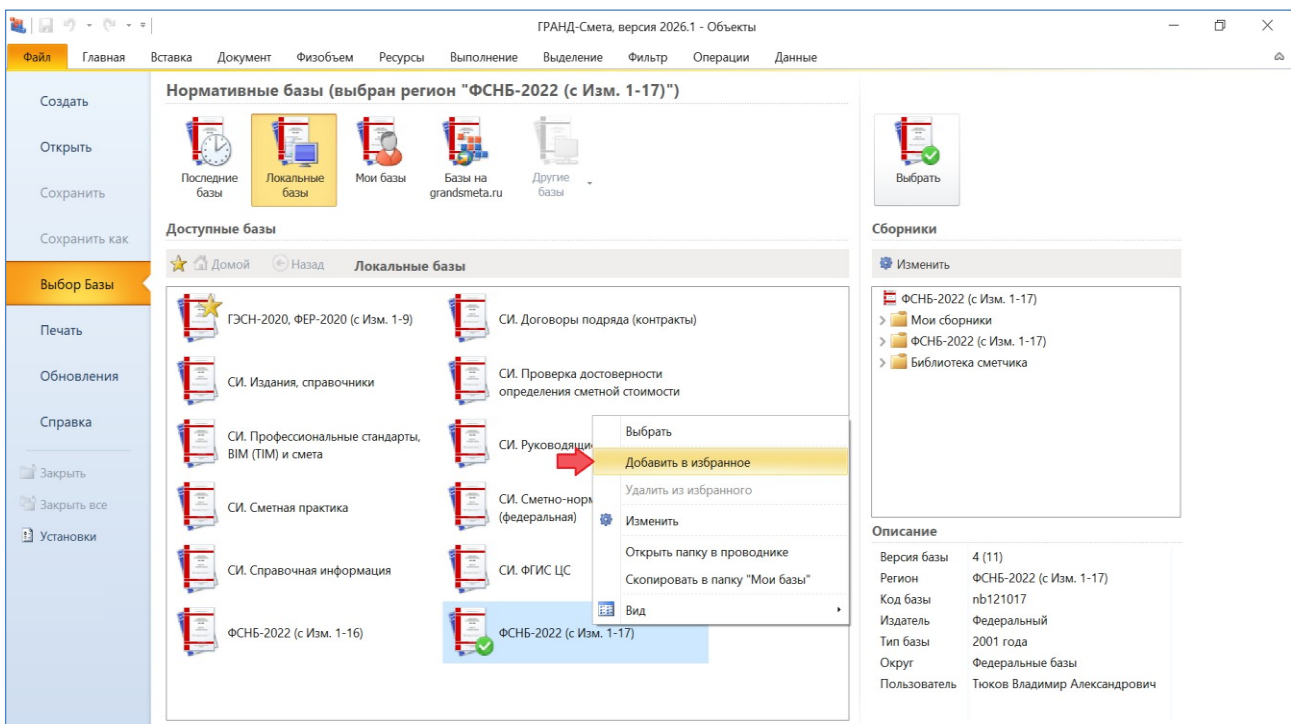 ГРАНД-Смета, версия 2026.1 - Объекты
Файл Главная Вставка Документ Физобъем Ресурсы Выполнение Выделение Фильтр Операции Данные
Создать
Открыть
Сохранить
Сохранить как
Выбор Базы
Печать
Обновления
Справка
Закрыть
Закрыть все
Установки
Нормативные базы (выбран регион "ФСНБ-2022 (с Изм. 1-17)")
Последние
базы
Локальные
базы
Мои базы
Базы на
grandsmeta.ru
Другие
базы
Доступные базы
Домой Назад Локальные базы
ГЭСН-2020, ФЕР-2020 (с Изм. 1-9)
СИ. Договоры подряда (контракты)
СИ. Издания, справочники
СИ. Проверка достоверности
определения сметной стоимости
СИ. Профессиональные стандарты,
BIM (TIM) и смета
СИ. Руководящи
СИ. Сметная практика
СИ. Сметно-норм
(федеральная)
СИ. Справочная информация
СИ. ФГИС ЦС
ФСНБ-2022 (с Изм. 1-16)
ФСНБ-2022 (с Изм. 1-17)
Выбрать
Добавить в избранное
Удалить из избранного
Изменить
Открыть папку в проводнике
Скопировать в папку "Мои базы"
Вид
Выбрать
Сборники
Изменить
ФСНБ-2022 (с Изм. 1-17)
Мои сборники
ФСНБ-2022 (с Изм. 1-17)
Библиотека сметчика
Описание
Версия базы 4 (11)
Регион ФСНБ-2022 (с Изм. 1-17)
Код базы nb121017
Издатель Федеральный
Тип базы 2001 года
Округ Федеральные базы
Пользователь Тюков Владимир Александрович